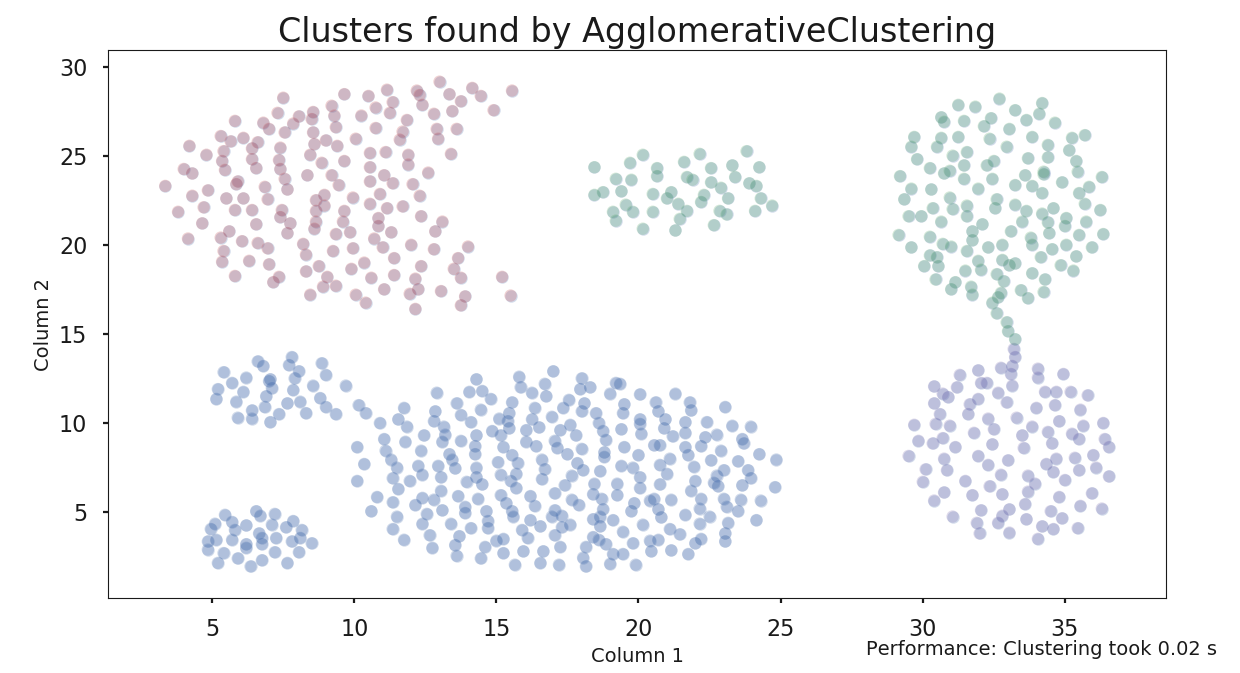 Clusters found by AgglomerativeClustering
30
25
20
15
10
5
Column 2
5 10 15 20 25 30 35
Column 1
Performance: Clustering took 0.02 s